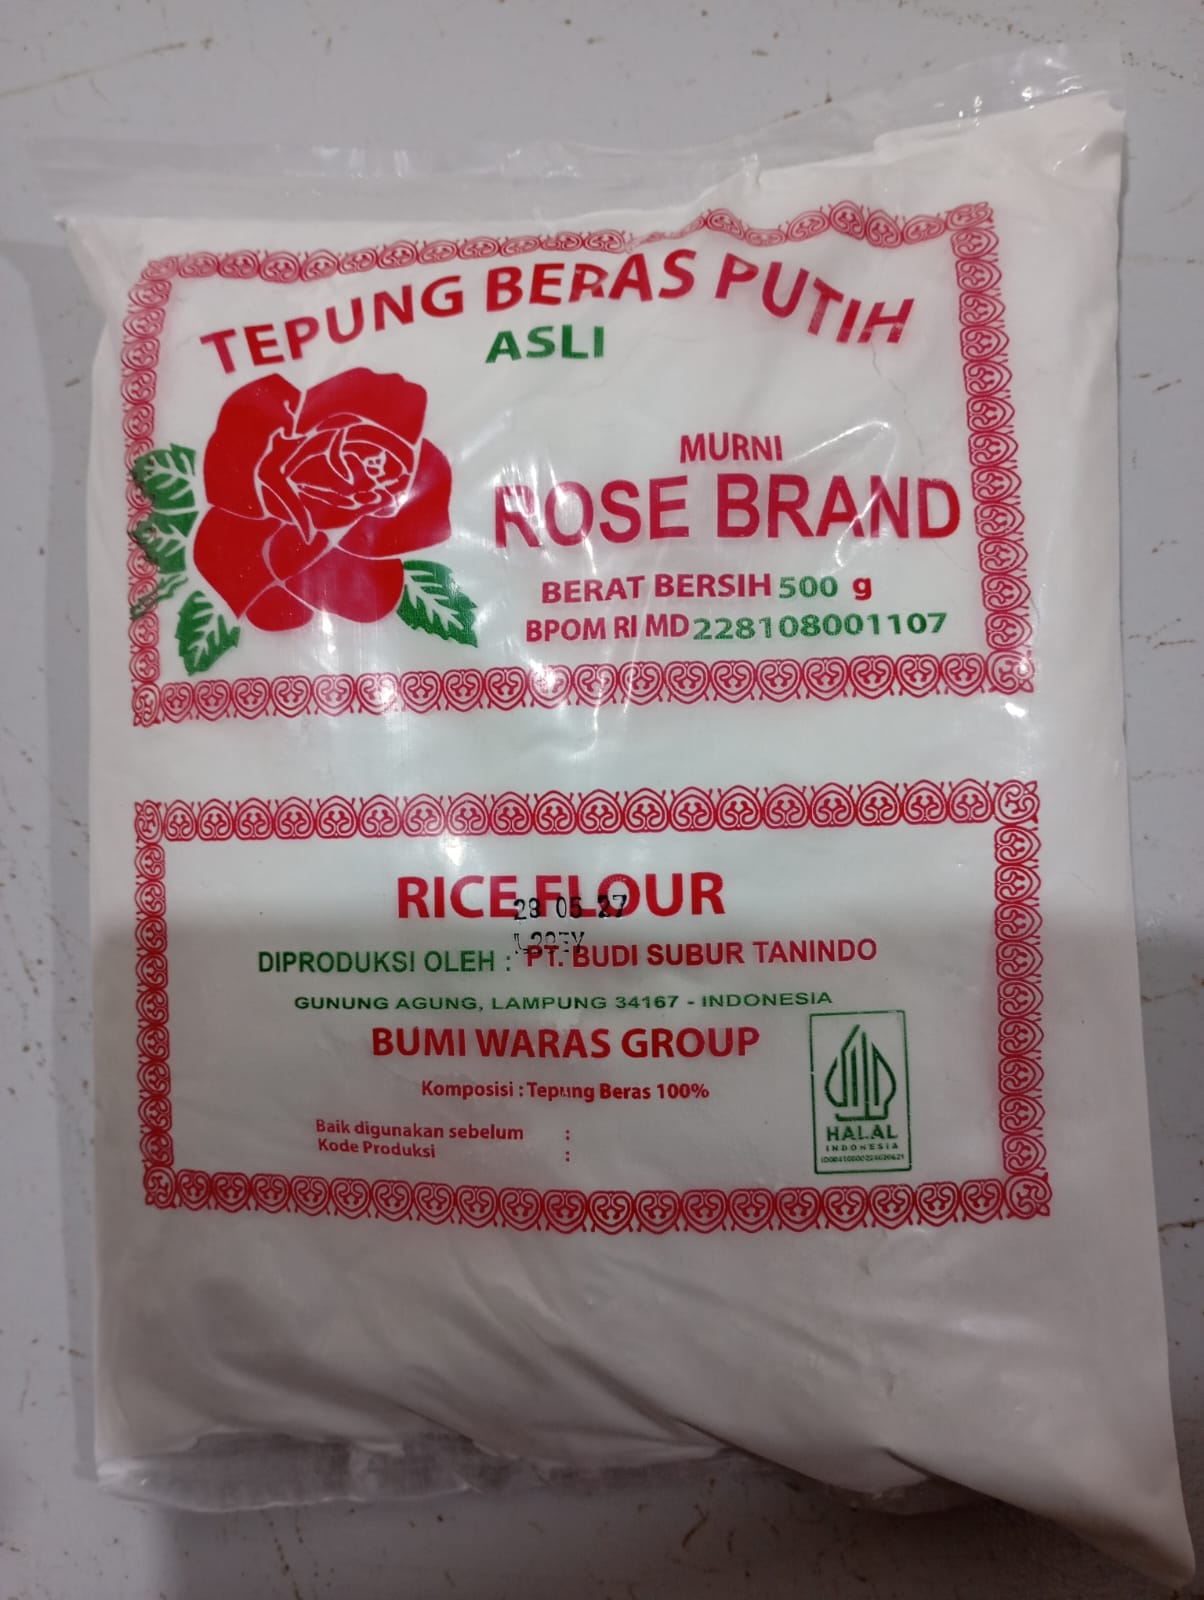 TEPUNG BERAS PUTIH
ASLI
MURNI
ROSE BRAND
BERAT BERSIH 500 g
BPOM RI MD 228108001107
RICE FLOUR
05 27
DIPRODUKSI OLEH : PT. BUDI SUBUR TANINDO
GUNUNG AGUNG, LAMPUNG 34167 - INDONESIA
BUMI WARAS GROUP
Komposisi : Tepung Beras 100%
Baik digunakan sebelum :
Kode Produksi :
HALAL
INDONESIA